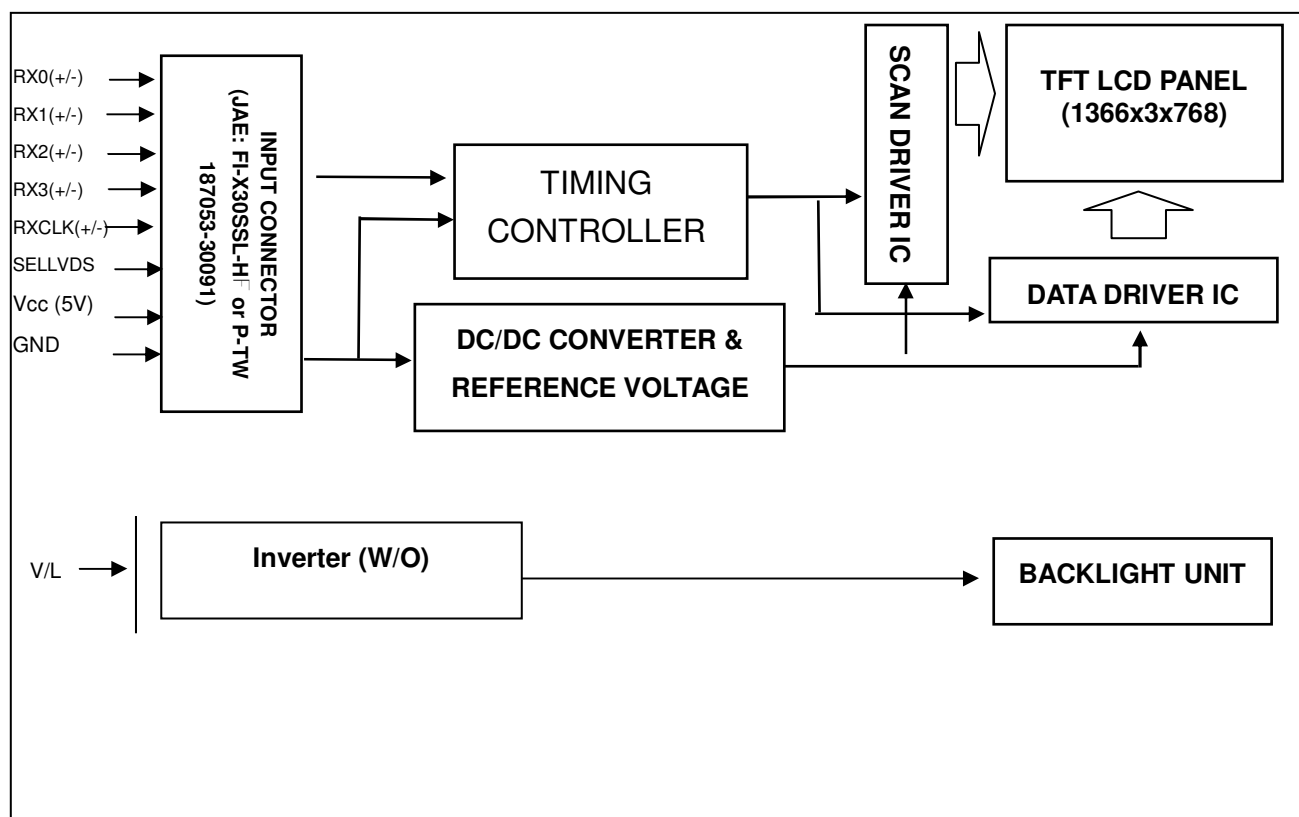 RX0(+/-)
RX1(+/-)
RX2(+/-)
RX3(+/-)
RXCLK(+/-)
SELLVDS
Vcc (5V)
GND
INPUT CONNECTOR
(JAE: FI-X30SSL-HF or P-TW
187053-30091)
TIMING
CONTROLLER
DC/DC CONVERTER &
REFERENCE VOLTAGE
SCAN DRIVER IC
TFT LCD PANEL
(1366x3x768)
DATA DRIVER IC
V/L
Inverter (W/O)
BACKLIGHT UNIT